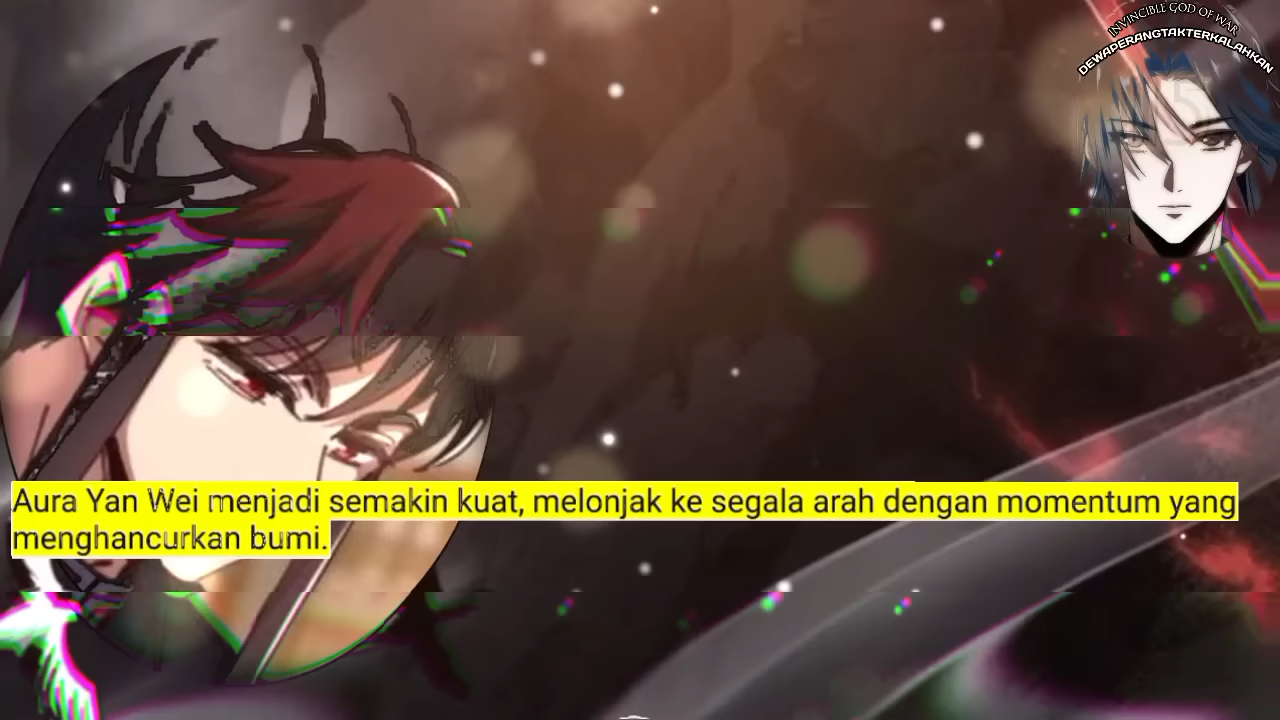 INVINCIBLE GOD OF WAR
DEWAPERANGTAKTERKALAHKAN
Aura Yan Wei menjadi semakin kuat, melonjak ke segala arah dengan momentum yang
menghancurkan bumi.